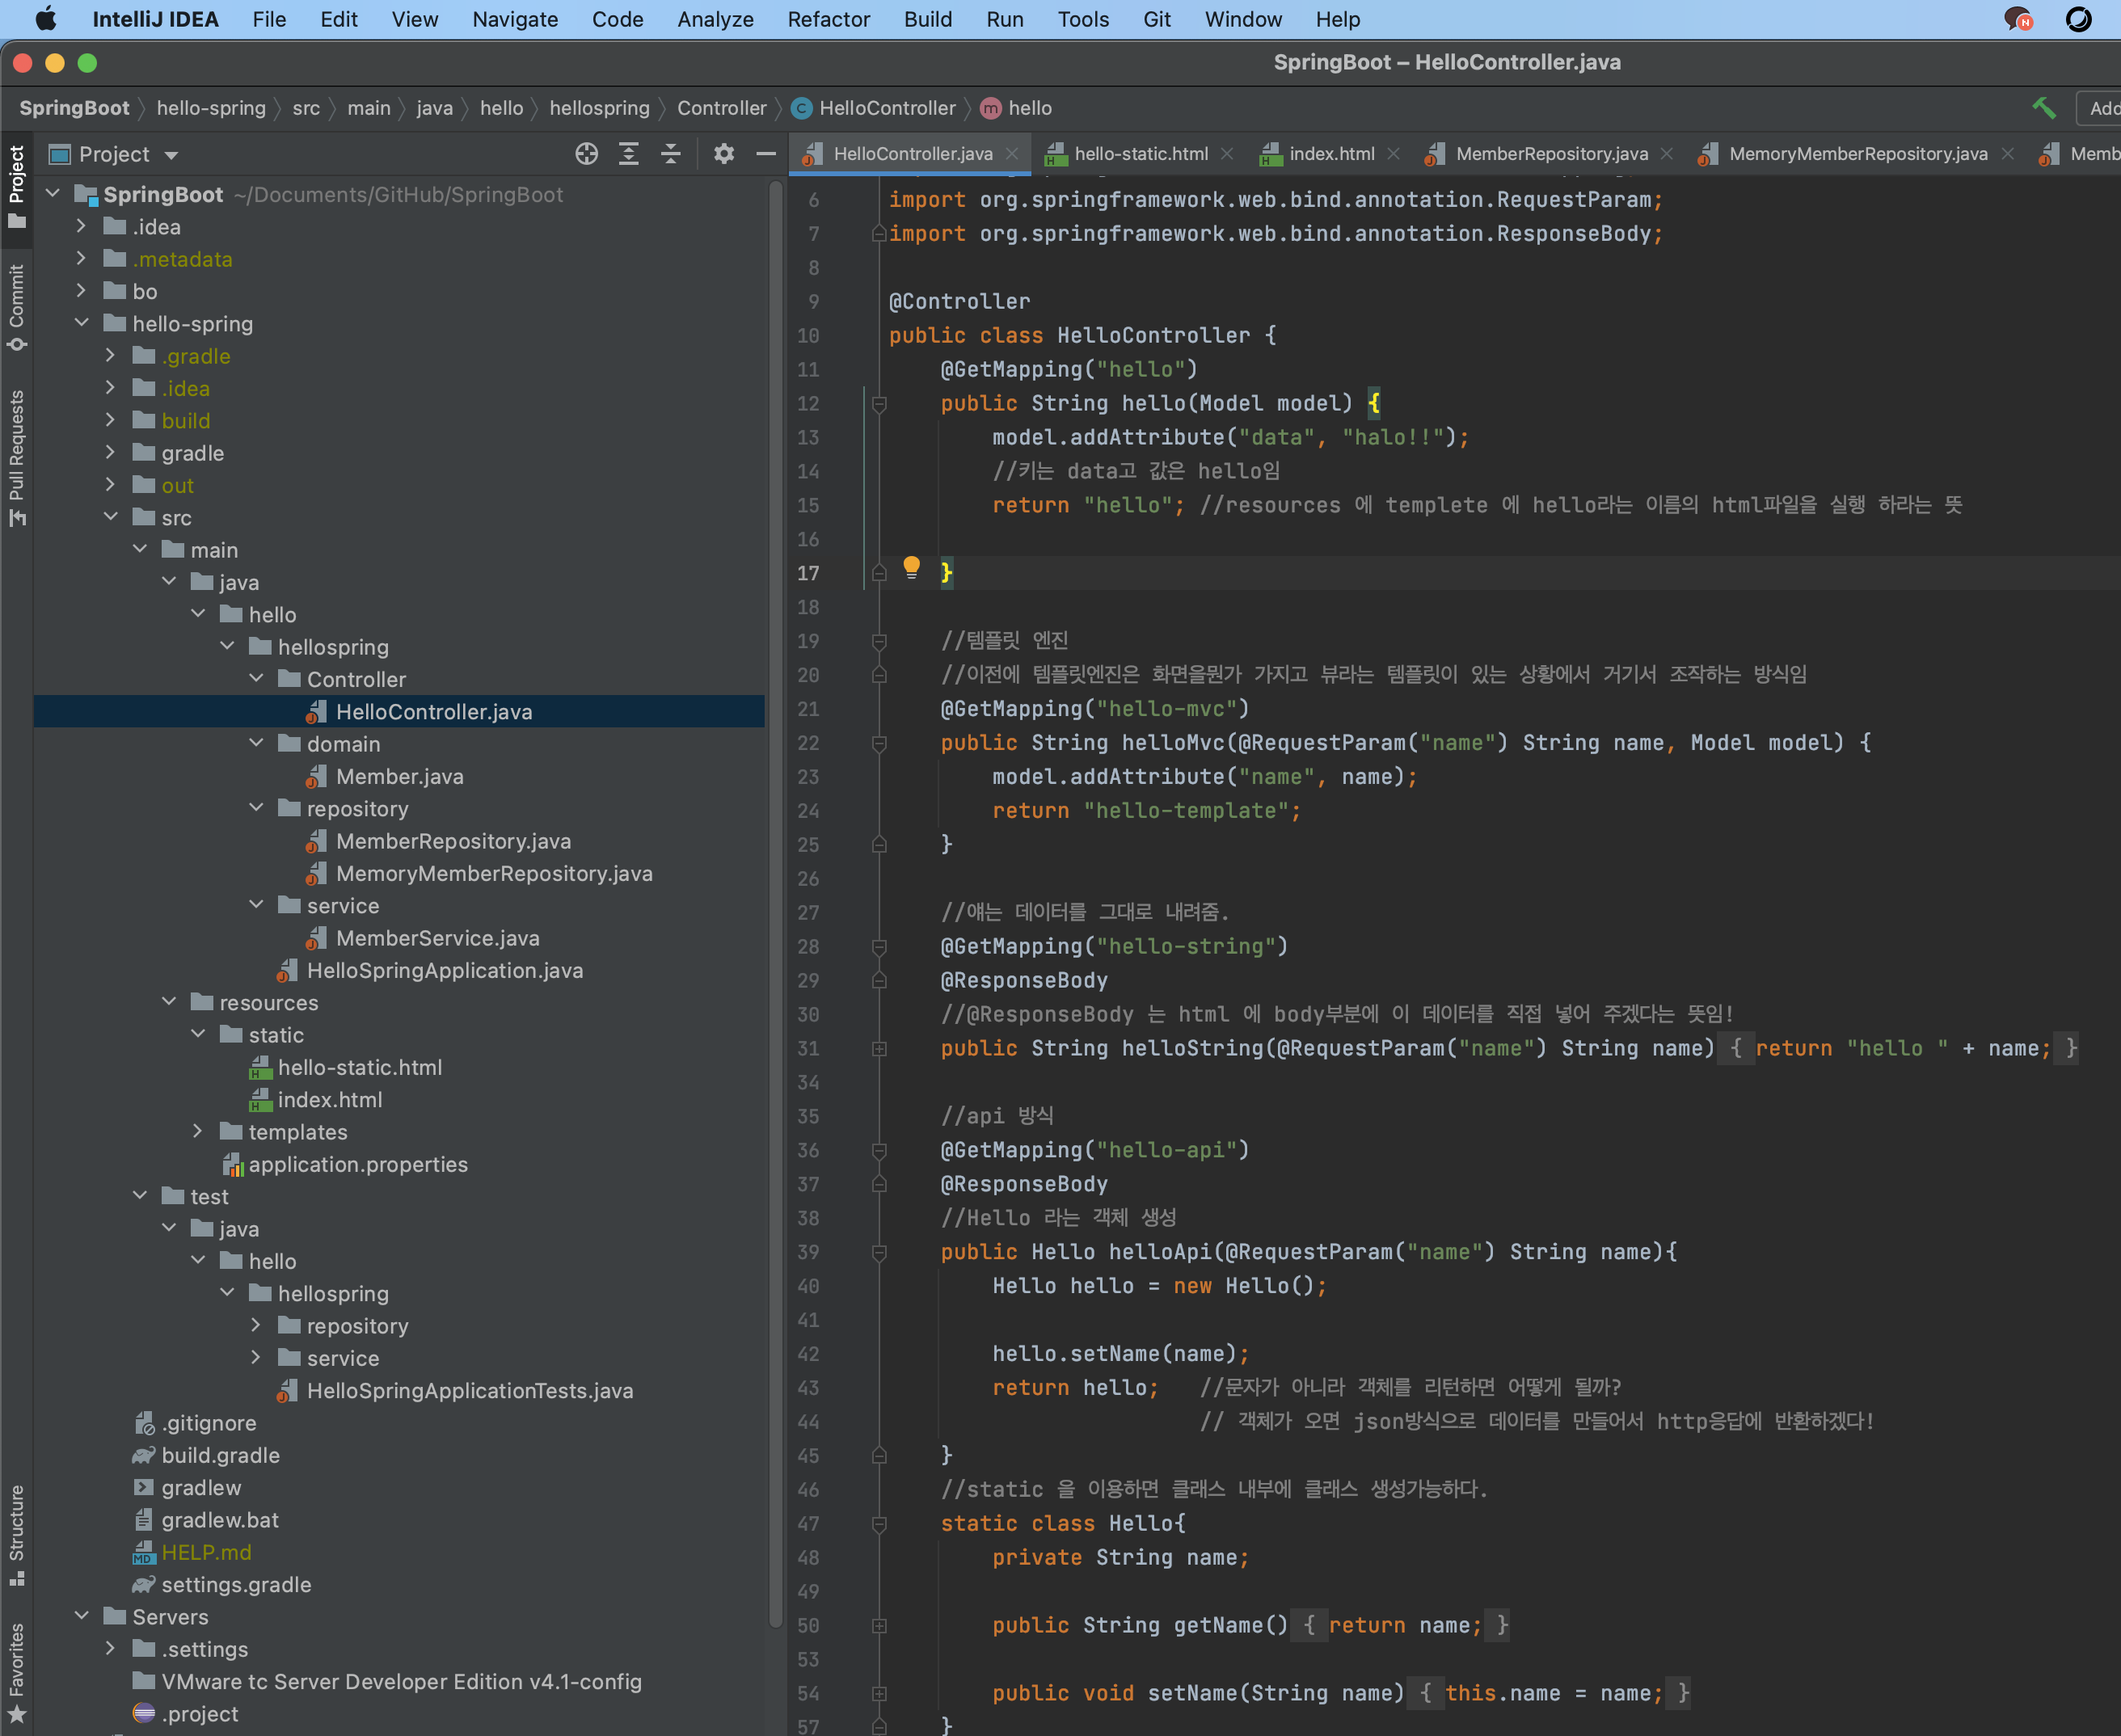 IntelliJ IDEA File Edit View Navigate Code Analyze Refactor Build Run Tools Git Window Help
SpringBoot – HelloController.java
SpringBoot hello-spring src main java hello hellospring Controller HelloController hello
Add
Project
HelloController.java hello-static.html index.html MemberRepository.java MemoryMemberRepository.java Memb
Project
Commit
Pull Requests
Structure
Favorites
SpringBoot ~/Documents/GitHub/SpringBoot
.idea
.metadata
bo
hello-spring
.gradle
.idea
build
gradle
out
src
main
java
hello
hellospring
Controller
HelloController.java
domain
Member.java
repository
MemberRepository.java
MemoryMemberRepository.java
service
MemberService.java
HelloSpringApplication.java
resources
static
hello-static.html
index.html
templates
application.properties
test
java
hello
hellospring
repository
service
HelloSpringApplicationTests.java
.gitignore
build.gradle
gradlew
gradlew.bat
HELP.md
settings.gradle
Servers
.settings
VMware tc Server Developer Edition v4.1-config
.project
6 import org.springframework.web.bind.annotation.RequestParam;
7 import org.springframework.web.bind.annotation.ResponseBody;
8
9 @Controller
10 public class HelloController {
11 @GetMapping("hello")
12 public String hello(Model model) {
13 model.addAttribute("data", "halo!!");
14 //키는 data고 값은 hello임
15 return "hello"; //resources 에 templete 에 hello라는 이름의 html파일을 실행 하라는 뜻
16
17 }
18
19 //템플릿 엔진
20 //이전에 템플릿엔진은 화면을뭔가 가지고 뷰라는 템플릿이 있는 상황에서 거기서 조작하는 방식임
21 @GetMapping("hello-mvc")
22 public String helloMvc(@RequestParam("name") String name, Model model) {
23 model.addAttribute("name", name);
24 return "hello-template";
25 }
26
27 //얘는 데이터를 그대로 내려줌.
28 @GetMapping("hello-string")
29 @ResponseBody
30 //@ResponseBody 는 html 에 body부분에 이 데이터를 직접 넣어 주겠다는 뜻임!
31 public String helloString(@RequestParam("name") String name) { return "hello " + name; }
34
35 //api 방식
36 @GetMapping("hello-api")
37 @ResponseBody
38 //Hello 라는 객체 생성
39 public Hello helloApi(@RequestParam("name") String name){
40 Hello hello = new Hello();
41
42 hello.setName(name);
43 return hello; //문자가 아니라 객체를 리턴하면 어떻게 될까?
44 // 객체가 오면 json방식으로 데이터를 만들어서 http응답에 반환하겠다!
45 }
46 //static 을 이용하면 클래스 내부에 클래스 생성가능하다.
47 static class Hello{
48 private String name;
49
50 public String getName() { return name; }
53
54 public void setName(String name) { this.name = name; }
57 }